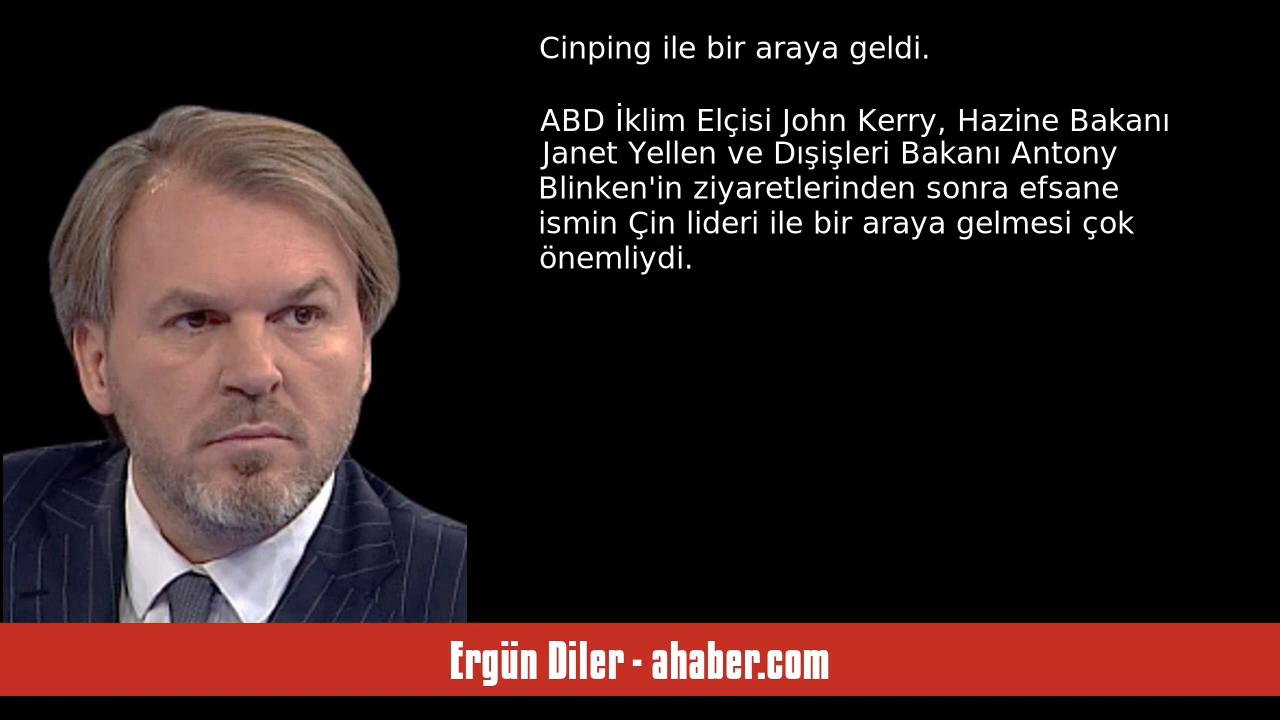 Cinping ile bir araya geldi.
ABD İklim Elçisi John Kerry, Hazine Bakanı
Janet Yellen ve Dışişleri Bakanı Antony
Blinken'in ziyaretlerinden sonra efsane
ismin Çin lideri ile bir araya gelmesi çok
önemliydi.
Ergün Diler - ahaber.com